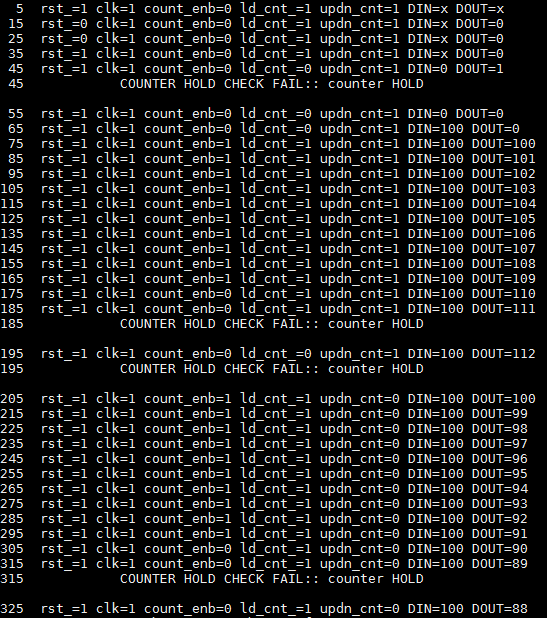 5 rst_=1 clk=1 count_enb=0 ld_cnt_=1 updn_cnt=1 DIN=x DOUT=x
15 rst_=0 clk=1 count_enb=0 ld_cnt_=1 updn_cnt=1 DIN=x DOUT=0
25 rst_=0 clk=1 count_enb=0 ld_cnt_=1 updn_cnt=1 DIN=x DOUT=0
35 rst_=1 clk=1 count_enb=0 ld_cnt_=1 updn_cnt=1 DIN=x DOUT=0
45 rst_=1 clk=1 count_enb=0 ld_cnt_=0 updn_cnt=1 DIN=0 DOUT=1
45 COUNTER HOLD CHECK FAIL:: counter HOLD
55 rst_=1 clk=1 count_enb=0 ld_cnt_=0 updn_cnt=1 DIN=0 DOUT=0
65 rst_=1 clk=1 count_enb=0 ld_cnt_=0 updn_cnt=1 DIN=100 DOUT=0
75 rst_=1 clk=1 count_enb=1 ld_cnt_=1 updn_cnt=1 DIN=100 DOUT=100
85 rst_=1 clk=1 count_enb=1 ld_cnt_=1 updn_cnt=1 DIN=100 DOUT=101
95 rst_=1 clk=1 count_enb=1 ld_cnt_=1 updn_cnt=1 DIN=100 DOUT=102
105 rst_=1 clk=1 count_enb=1 ld_cnt_=1 updn_cnt=1 DIN=100 DOUT=103
115 rst_=1 clk=1 count_enb=1 ld_cnt_=1 updn_cnt=1 DIN=100 DOUT=104
125 rst_=1 clk=1 count_enb=1 ld_cnt_=1 updn_cnt=1 DIN=100 DOUT=105
135 rst_=1 clk=1 count_enb=1 ld_cnt_=1 updn_cnt=1 DIN=100 DOUT=106
145 rst_=1 clk=1 count_enb=1 ld_cnt_=1 updn_cnt=1 DIN=100 DOUT=107
155 rst_=1 clk=1 count_enb=1 ld_cnt_=1 updn_cnt=1 DIN=100 DOUT=108
165 rst_=1 clk=1 count_enb=1 ld_cnt_=1 updn_cnt=1 DIN=100 DOUT=109
175 rst_=1 clk=1 count_enb=0 ld_cnt_=1 updn_cnt=1 DIN=100 DOUT=110
185 rst_=1 clk=1 count_enb=0 ld_cnt_=1 updn_cnt=1 DIN=100 DOUT=111
185 COUNTER HOLD CHECK FAIL:: counter HOLD
195 rst_=1 clk=1 count_enb=0 ld_cnt_=0 updn_cnt=1 DIN=100 DOUT=112
195 COUNTER HOLD CHECK FAIL:: counter HOLD
205 rst_=1 clk=1 count_enb=1 ld_cnt_=1 updn_cnt=0 DIN=100 DOUT=100
215 rst_=1 clk=1 count_enb=1 ld_cnt_=1 updn_cnt=0 DIN=100 DOUT=99
225 rst_=1 clk=1 count_enb=1 ld_cnt_=1 updn_cnt=0 DIN=100 DOUT=98
235 rst_=1 clk=1 count_enb=1 ld_cnt_=1 updn_cnt=0 DIN=100 DOUT=97
245 rst_=1 clk=1 count_enb=1 ld_cnt_=1 updn_cnt=0 DIN=100 DOUT=96
255 rst_=1 clk=1 count_enb=1 ld_cnt_=1 updn_cnt=0 DIN=100 DOUT=95
265 rst_=1 clk=1 count_enb=1 ld_cnt_=1 updn_cnt=0 DIN=100 DOUT=94
275 rst_=1 clk=1 count_enb=1 ld_cnt_=1 updn_cnt=0 DIN=100 DOUT=93
285 rst_=1 clk=1 count_enb=1 ld_cnt_=1 updn_cnt=0 DIN=100 DOUT=92
295 rst_=1 clk=1 count_enb=1 ld_cnt_=1 updn_cnt=0 DIN=100 DOUT=91
305 rst_=1 clk=1 count_enb=0 ld_cnt_=1 updn_cnt=0 DIN=100 DOUT=90
315 rst_=1 clk=1 count_enb=0 ld_cnt_=1 updn_cnt=0 DIN=100 DOUT=89
315 COUNTER HOLD CHECK FAIL:: counter HOLD
325 rst_=1 clk=1 count_enb=0 ld_cnt_=1 updn_cnt=0 DIN=100 DOUT=88